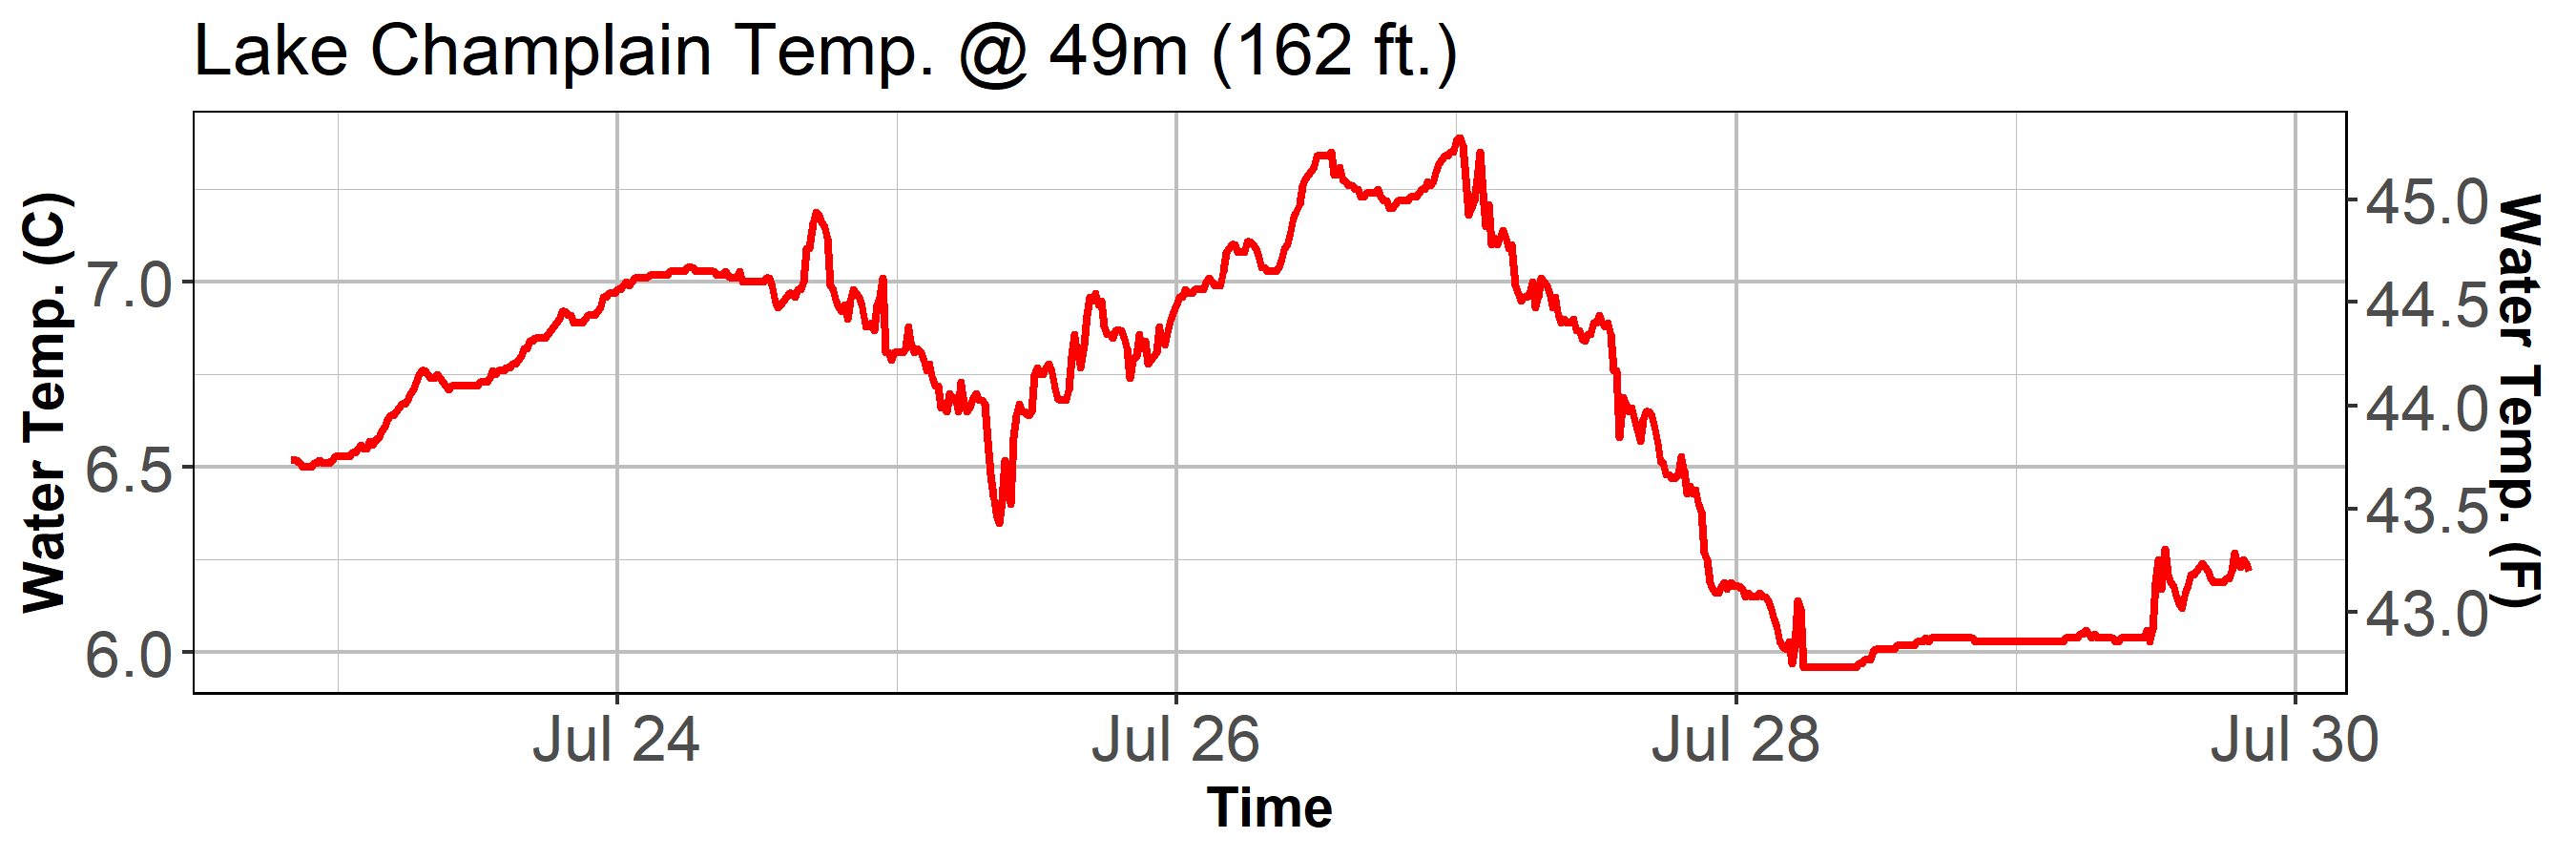 Lake Champlain Temp. @ 49m (162 ft.)
Water Temp. (C)
7.0
6.5
6.0
45.0
44.5
44.0
43.5
43.0
Water Temp. (F)
Jul 24 Jul 26 Jul 28 Jul 30
Time